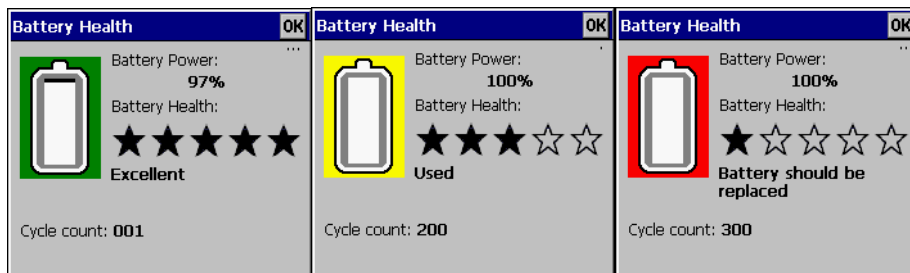 Battery Health OK
Battery Power:
97%
Battery Health:
Excellent
Cycle count: 001
Battery Health OK
Battery Power:
100%
Battery Health:
Used
Cycle count: 200
Battery Health OK
Battery Power:
100%
Battery Health:
Battery should be
replaced
Cycle count: 300